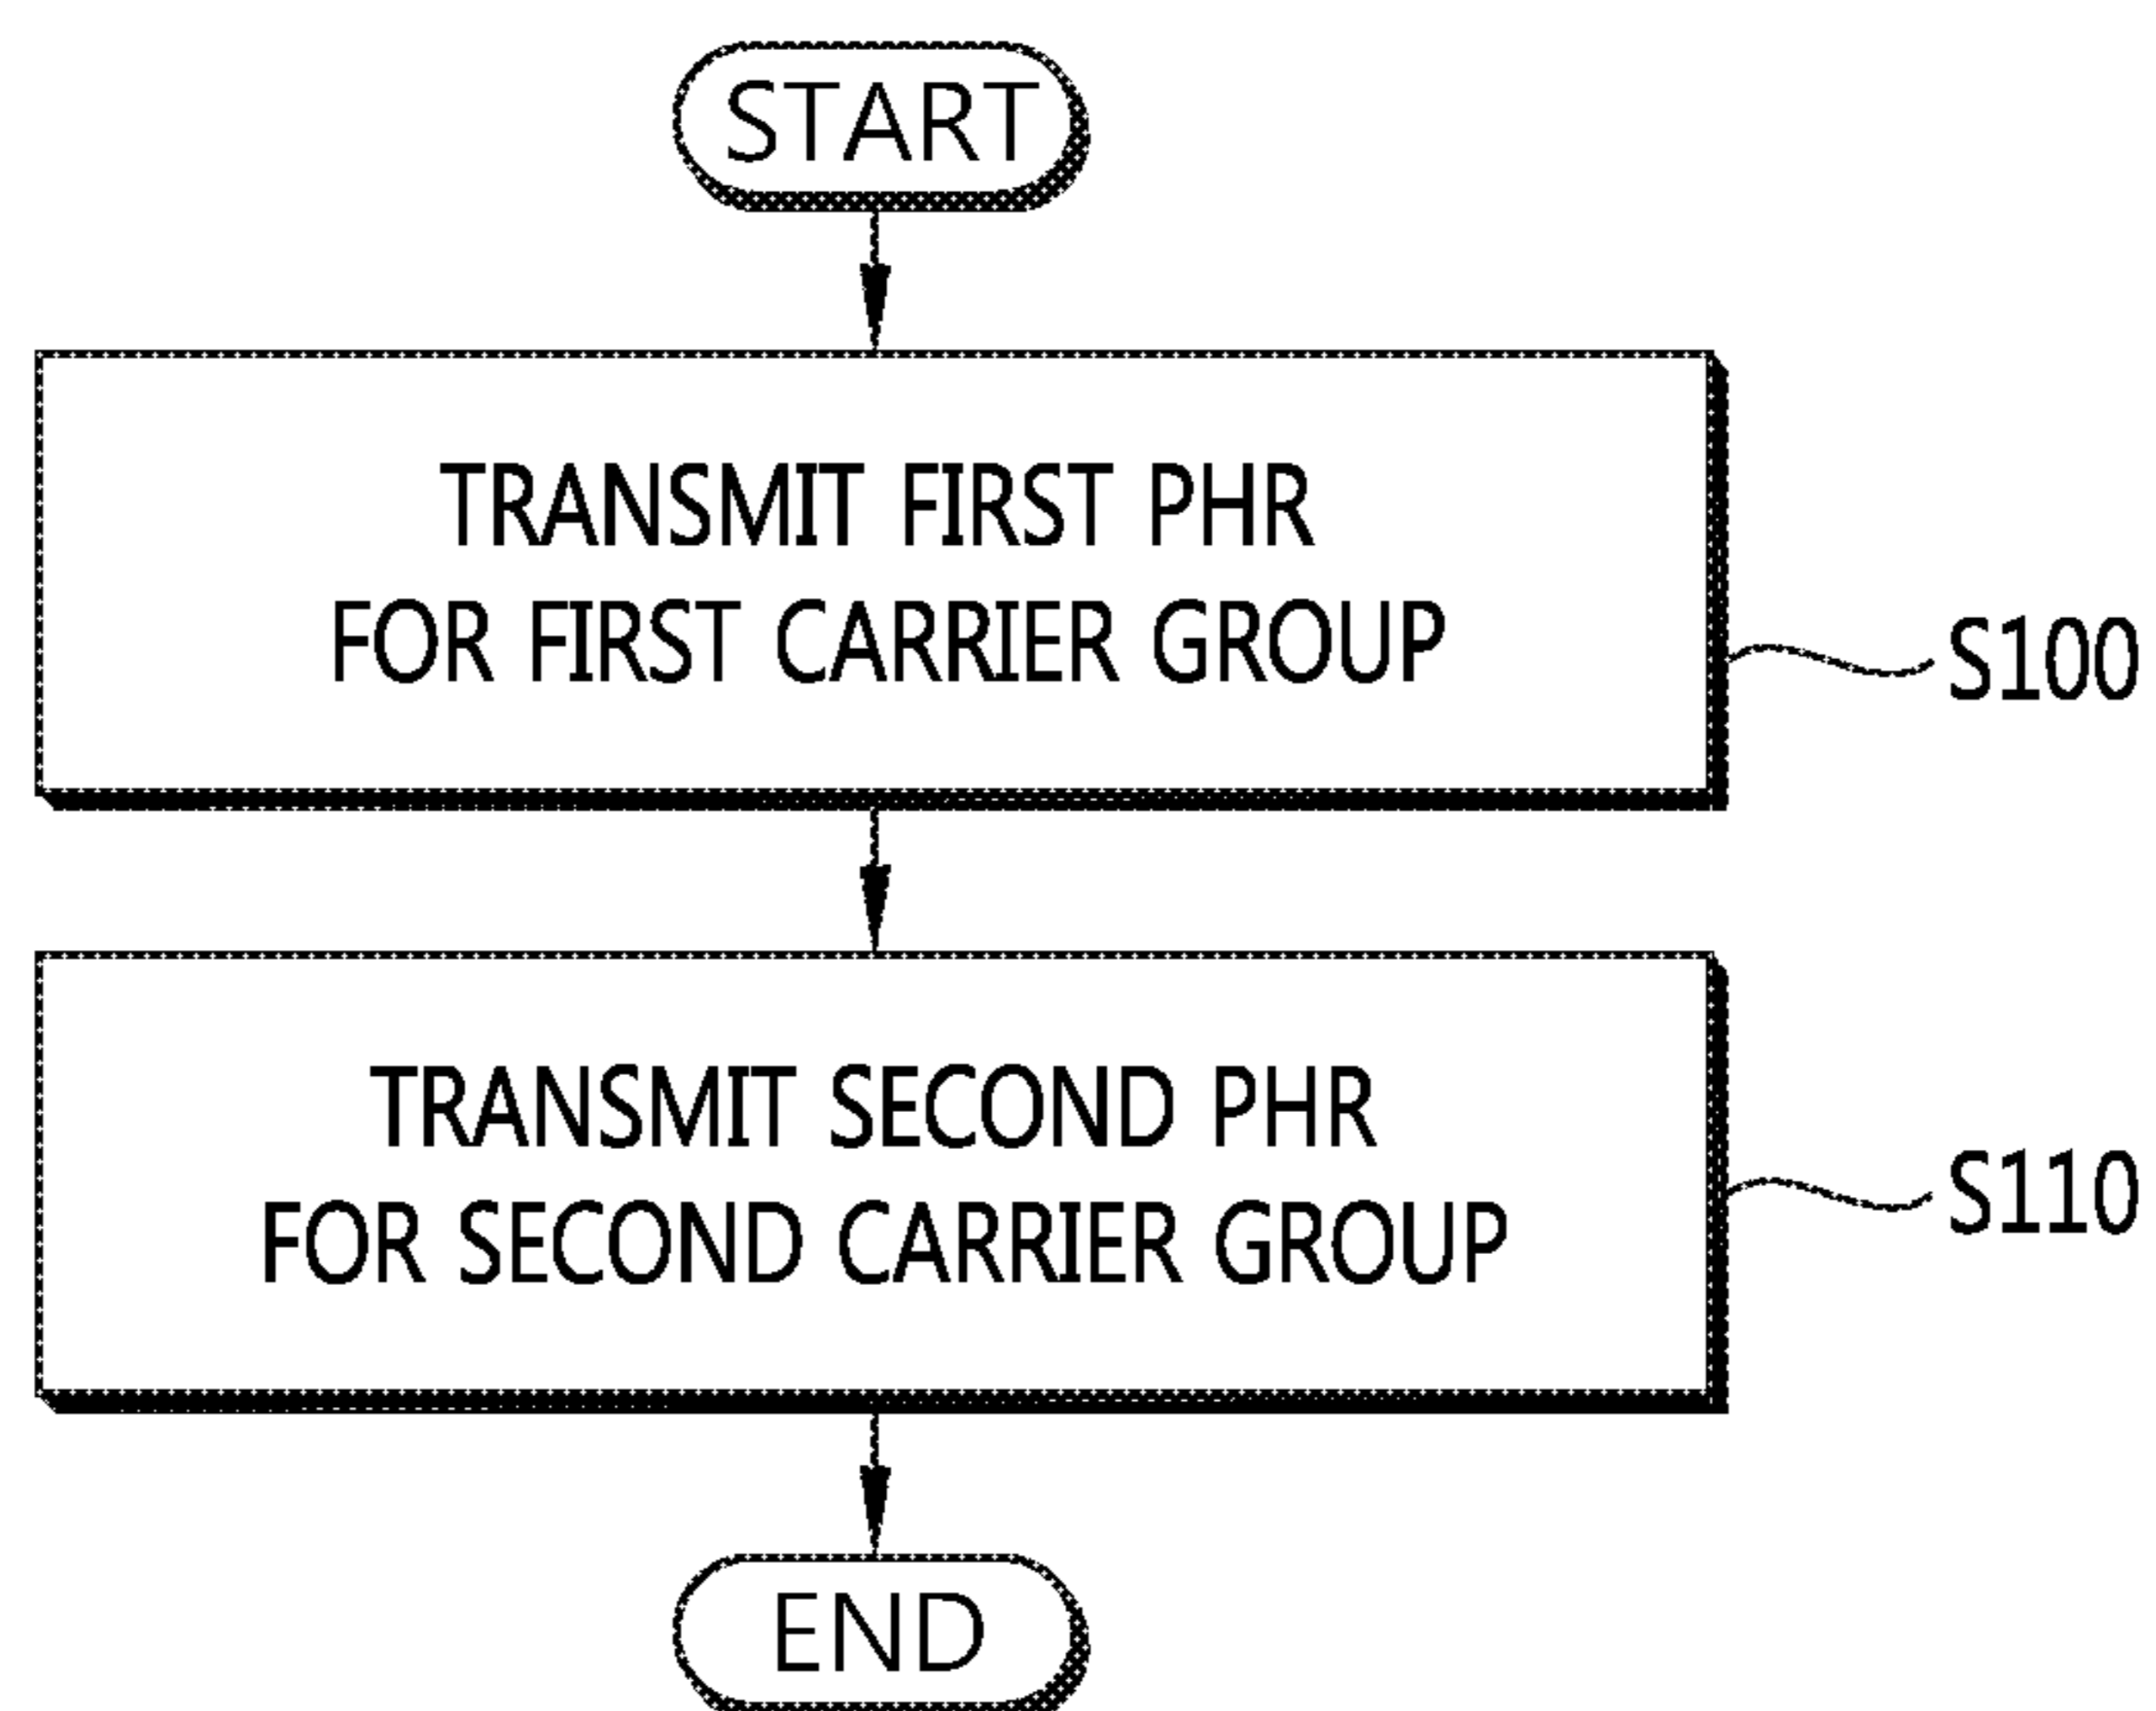 START
TRANSMIT FIRST PHR
FOR FIRST CARRIER GROUP
S100
TRANSMIT SECOND PHR
FOR SECOND CARRIER GROUP
S110
END